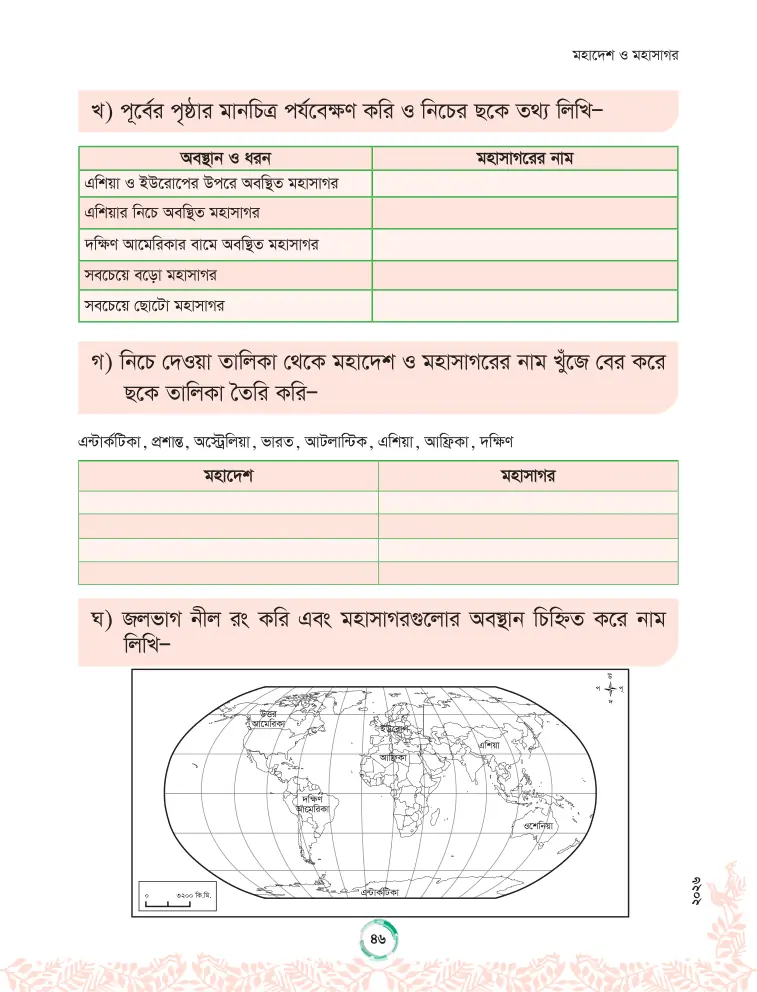 মহাদেশ ও মহাসাগর
খ) পূর্বের পৃষ্ঠার মানচিত্র পর্যবেক্ষণ করি ও নিচের ছকে তথ্য লিখি–
অবস্থান ও ধরন মহাসাগরের নাম
এশিয়া ও ইউরোপের উপরে অবস্থিত মহাসাগর
এশিয়ার নিচে অবস্থিত মহাসাগর
দক্ষিণ আমেরিকার বামে অবস্থিত মহাসাগর
সবচেয়ে বড়ো মহাসাগর
সবচেয়ে ছোটো মহাসাগর
গ) নিচে দেওয়া তালিকা থেকে মহাদেশ ও মহাসাগরের নাম খুঁজে বের করে
ছকে তালিকা তৈরি করি–
এন্টার্কটিকা, প্রশান্ত, অস্ট্রেলিয়া, ভারত, আটলান্টিক, এশিয়া, আফ্রিকা, দক্ষিণ
মহাদেশ মহাসাগর
ঘ) জলভাগ নীল রং করি এবং মহাসাগরগুলোর অবস্থান চিহ্নিত করে নাম
লিখি–
উত্তর
আমেরিকা
ইউরোপ
এশিয়া
আফ্রিকা
দক্ষিণ
আমেরিকা
ওশেনিয়া
এন্টার্কটিকা
০ ৩২০০ কি.মি.
২০২৬
৪৬